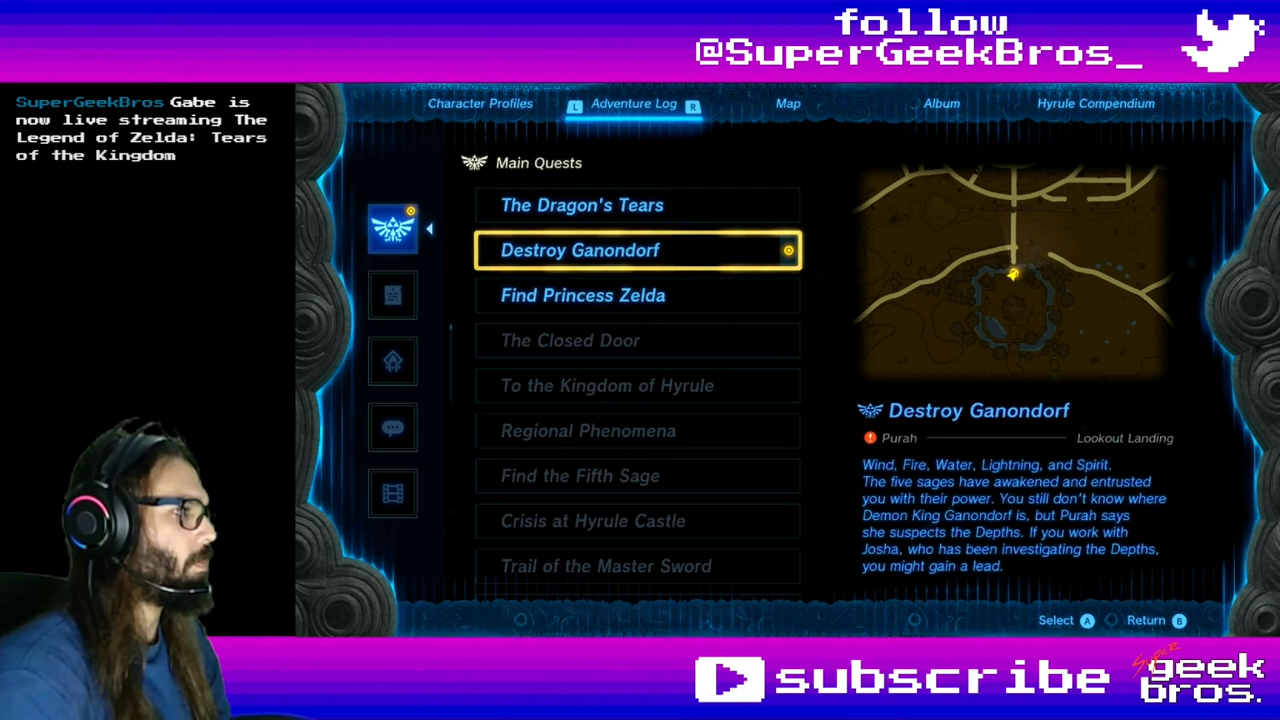 follow
@SuperGeekBros_
SuperGeekBros Gabe is
now live streaming The
Legend of Zelda: Tears
of the Kingdom
Character Profiles
L Adventure Log R
Map
Album
Hyrule Compendium
Main Quests
The Dragon's Tears
Destroy Ganondorf
Find Princess Zelda
The Closed Door
To the Kingdom of Hyrule
Regional Phenomena
Find the Fifth Sage
Crisis at Hyrule Castle
Trail of the Master Sword
Destroy Ganondorf
Purah Lookout Landing
Wind, Fire, Water, Lightning, and Spirit.
The five sages have awakened and entrusted
you with their power. You still don't know where
Demon King Ganondorf is, but Purah says
she suspects the Depths. If you work with
Josha, who has been investigating the Depths,
you might gain a lead.
Select A Return B
subscribe
Super
geek
bros.